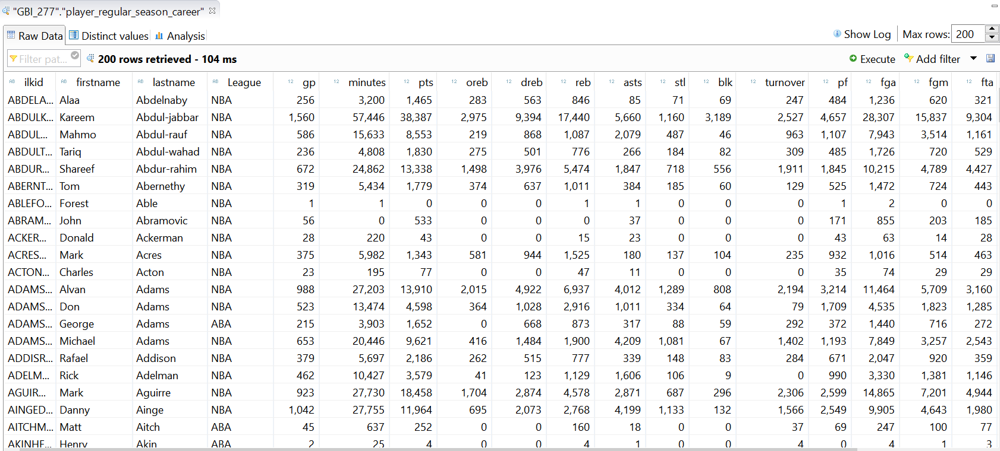 "GBI_277"."player_regular_season_career"
Raw Data Distinct values Analysis Show Log Max rows: 200
Filter pat... 200 rows retrieved - 104 ms Execute Add filter
AB ilkid AB firstname AB lastname AB League 12 gp 12 minutes 12 pts 12 oreb 12 dreb 12 reb 12 asts 12 stl 12 blk 12 turnover 12 pf 12 fga 12 fgm 12 fta
ABDELA... Alaa Abdelnaby NBA 256 3,200 1,465 283 563 846 85 71 69 247 484 1,236 620 321
ABDULK... Kareem Abdul-jabbar NBA 1,560 57,446 38,387 2,975 9,394 17,440 5,660 1,160 3,189 2,527 4,657 28,307 15,837 9,304
ABDUL... Mahmo Abdul-rauf NBA 586 15,633 8,553 219 868 1,087 2,079 487 46 963 1,107 7,943 3,514 1,161
ABDULT... Tariq Abdul-wahad NBA 236 4,808 1,830 275 501 776 266 184 82 309 485 1,726 720 529
ABDUR... Shareef Abdur-rahim NBA 672 24,862 13,338 1,498 3,976 5,474 1,847 718 556 1,911 1,845 10,215 4,789 4,427
ABERNT... Tom Abernethy NBA 319 5,434 1,779 374 637 1,011 384 185 60 129 525 1,472 724 443
ABLEFO... Forest Able NBA 1 1 0 0 0 1 1 0 0 0 1 2 0 0
ABRAM... John Abramovic NBA 56 0 533 0 0 0 37 0 0 0 171 855 203 185
ACKER... Donald Ackerman NBA 28 220 43 0 0 15 23 0 0 0 43 63 14 28
ACRES... Mark Acres NBA 375 5,982 1,343 581 944 1,525 180 137 104 235 932 1,016 514 463
ACTON... Charles Acton NBA 23 195 77 0 0 47 11 0 0 0 35 74 29 29
ADAMS... Alvan Adams NBA 988 27,203 13,910 2,015 4,922 6,937 4,012 1,289 808 2,194 3,214 11,464 5,709 3,160
ADAMS... Don Adams NBA 523 13,474 4,598 364 1,028 2,916 1,011 334 64 79 1,709 4,535 1,823 1,285
ADAMS... George Adams ABA 215 3,903 1,652 0 668 873 317 88 59 292 372 1,440 716 272
ADAMS... Michael Adams NBA 653 20,446 9,621 416 1,484 1,900 4,209 1,081 67 1,402 1,193 7,849 3,257 2,543
ADDISR... Rafael Addison NBA 379 5,697 2,186 262 515 777 339 148 83 284 671 2,047 920 359
ADELM... Rick Adelman NBA 462 10,427 3,579 41 123 1,129 1,606 106 9 0 990 3,330 1,381 1,146
AGUIR... Mark Aguirre NBA 923 27,730 18,458 1,704 2,874 4,578 2,871 687 296 2,306 2,599 14,865 7,201 4,944
AINGED... Danny Ainge NBA 1,042 27,755 11,964 695 2,073 2,768 4,199 1,133 132 1,566 2,549 9,905 4,643 1,980
AITCHM... Matt Aitch ABA 45 637 252 0 0 160 18 0 0 37 69 247 100 77
AKINHE... Henry Akin ABA 2 25 4 0 0 4 1 0 0 4 0 4 1 3